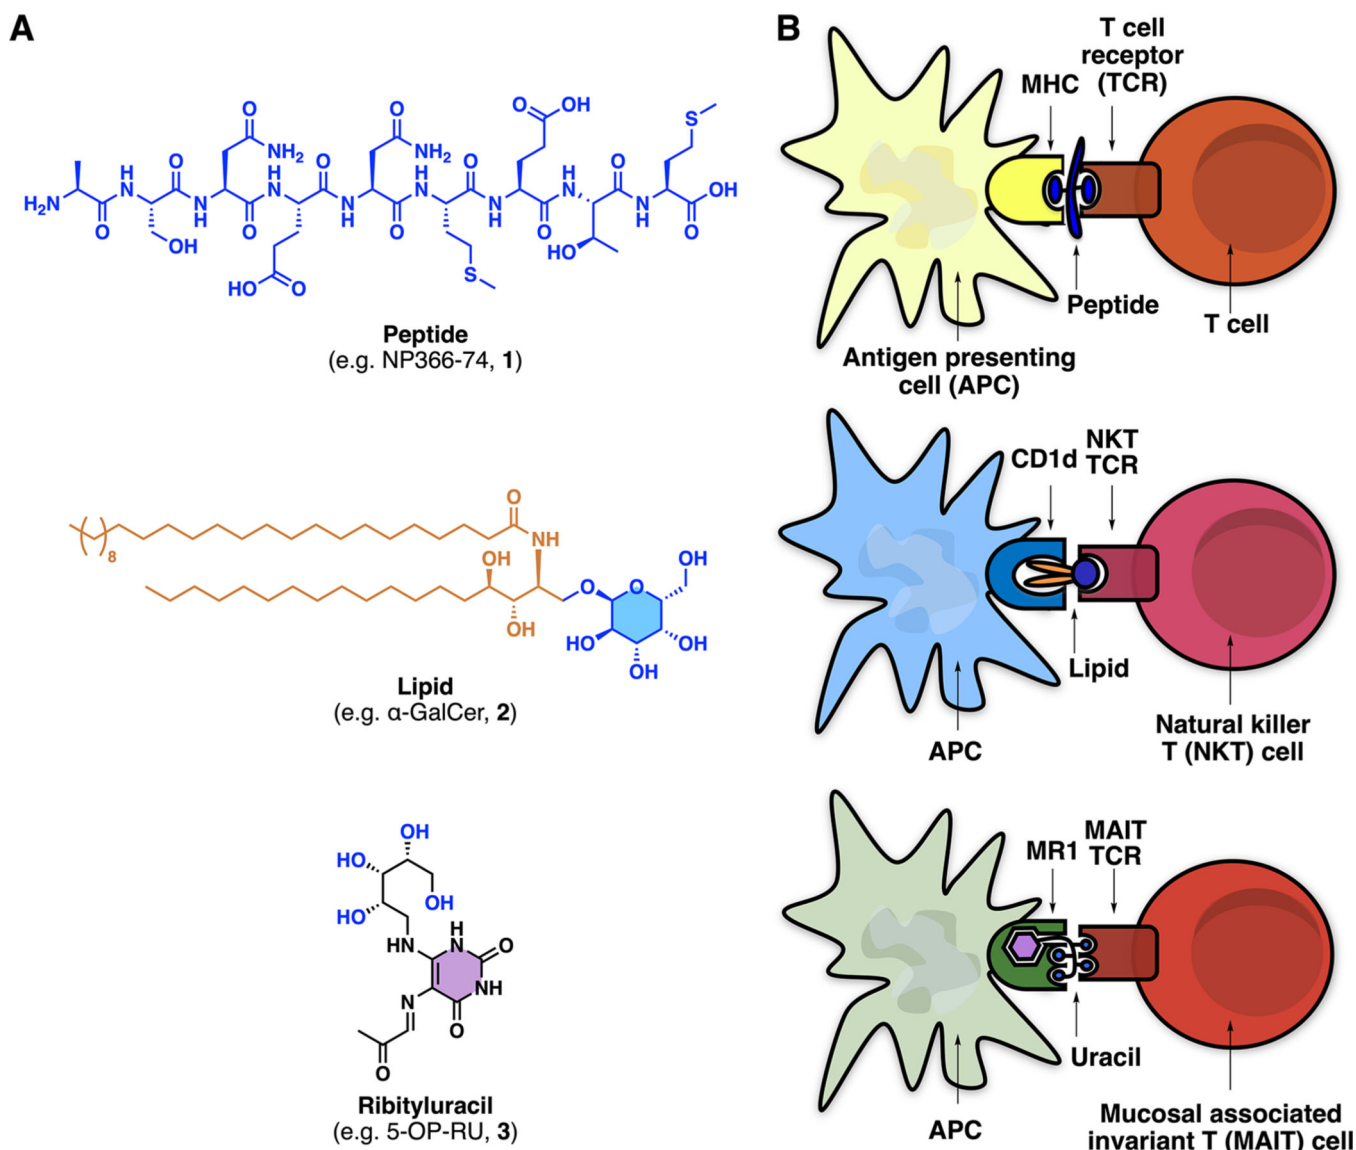 A
H2N
O
H
N
O
OH
N
H
O
NH2
O
H
N
HO
O
O
N
H
O
NH2
O
H
N
S
O
N
H
O
OH
O
H
N
HO
O
N
H
S
O
OH
Peptide
(e.g. NP366-74, 1)
8
O
NH
OH
OH
O
O
OH
OH
OH
HO
Lipid
(e.g. α-GalCer, 2)
OH
HO
HO
OH
HN
H
N
O
NH
O
N
O
Ribityluracil
(e.g. 5-OP-RU, 3)
B
T cell
receptor
(TCR)
MHC
Peptide
T cell
Antigen presenting
cell (APC)
CD1d
NKT
TCR
Lipid
APC
Natural killer
T (NKT) cell
MR1
MAIT
TCR
Uracil
APC
Mucosal associated
invariant T (MAIT) cell